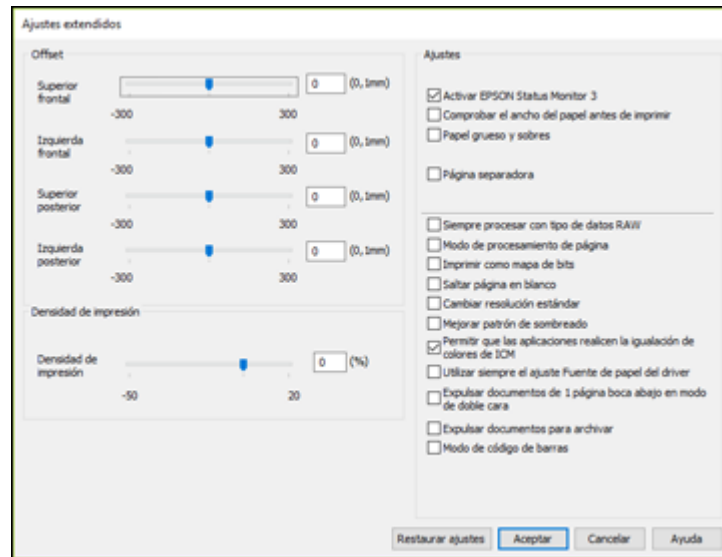 Ajustes extendidos
Offset
Superior
frontal
0
(0,1mm)
-300
300
Izquierda
frontal
0
(0,1mm)
-300
300
Superior
posterior
0
(0,1mm)
-300
300
Izquierda
posterior
0
(0,1mm)
-300
300
Densidad de impresión
Densidad de
impresión
0
(%)
-50
20
Ajustes
Activar EPSON Status Monitor 3
Comprobar el ancho del papel antes de imprimir
Papel grueso y sobres
Página separadora
Siempre procesar con tipo de datos RAW
Modo de procesamiento de página
Imprimir como mapa de bits
Saltar página en blanco
Cambiar resolución estándar
Mejorar patrón de sombreado
Permitir que las aplicaciones realicen la igualación de
colores de ICM
Utilizar siempre el ajuste Fuente de papel del driver
Expulsar documentos de 1 página boca abajo en modo
de doble cara
Expulsar documentos para archivar
Modo de código de barras
Restaurar ajustes
Aceptar
Cancelar
Ayuda